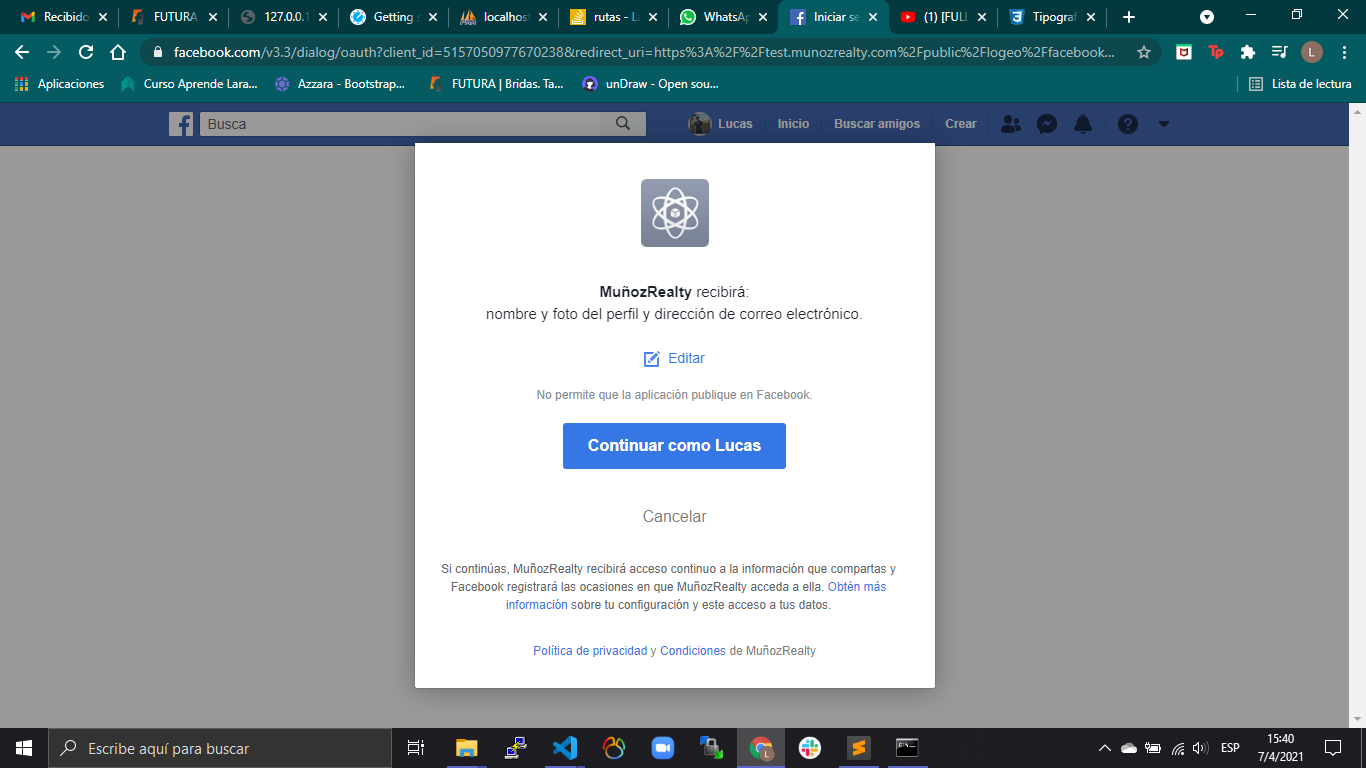 Recibido
FUTURA
127.0.0.1
Getting s
localhos
rutas - La
WhatsAp
Iniciar se
(1) [FULL
Tipograf
facebook.com/v3.3/dialog/oauth?client_id=5157050977670238&redirect_uri=https%3A%2F%2Ftest.munozrealty.com%2Fpublic%2Flogeo%2Ffacebook...
Tp
L
Aplicaciones
Curso Aprende Lara...
Azzara - Bootstrap...
FUTURA | Bridas. Ta...
unDraw - Open sou...
Lista de lectura
Busca
Lucas
Inicio
Buscar amigos
Crear
MuñozRealty recibirá:
nombre y foto del perfil y dirección de correo electrónico.
Editar
No permite que la aplicación publique en Facebook.
Continuar como Lucas
Cancelar
Si continúas, MuñozRealty recibirá acceso continuo a la información que compartas y
Facebook registrará las ocasiones en que MuñozRealty acceda a ella. Obtén más
información sobre tu configuración y este acceso a tus datos.
Política de privacidad y Condiciones de MuñozRealty
Escribe aquí para buscar
L
ESP
15:40
7/4/2021